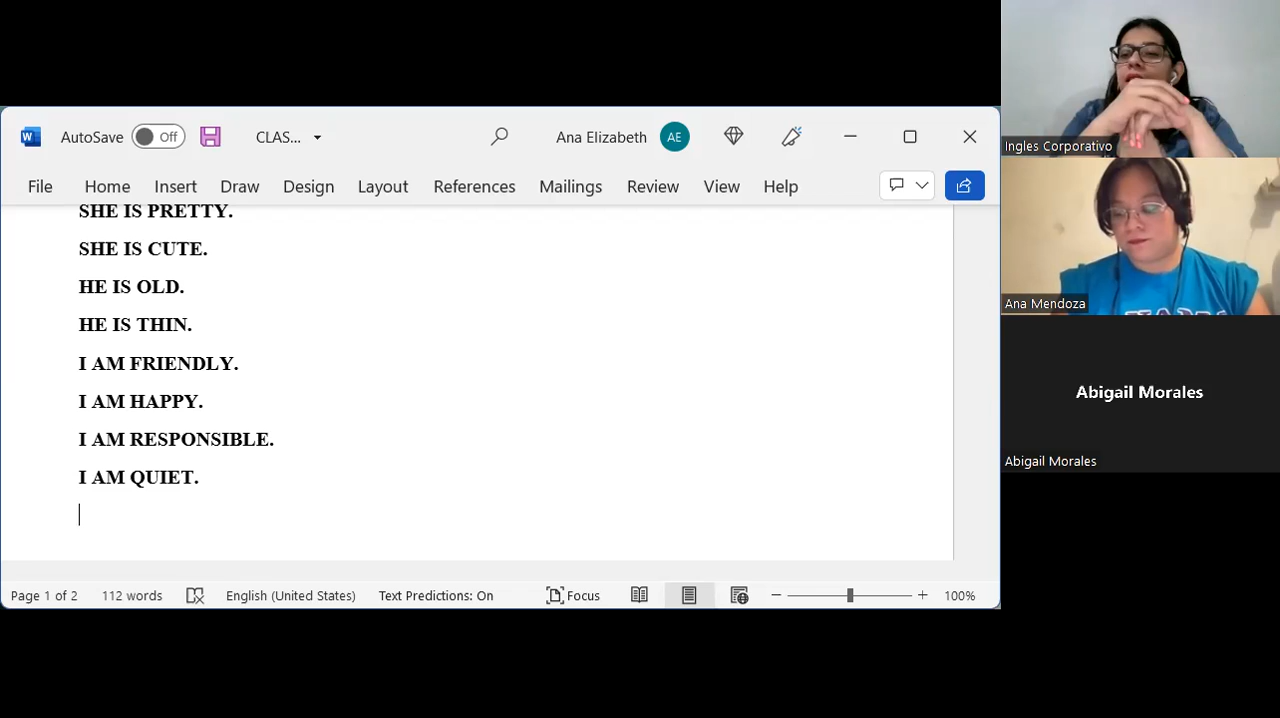 AutoSave Off CLAS... Ana Elizabeth AE
File Home Insert Draw Design Layout References Mailings Review View Help
SHE IS PRETTY.
SHE IS CUTE.
HE IS OLD.
HE IS THIN.
I AM FRIENDLY.
I AM HAPPY.
I AM RESPONSIBLE.
I AM QUIET.
Page 1 of 2 112 words English (United States) Text Predictions: On Focus 100%
Ingles Corporativo
Ana Mendoza
Abigail Morales
Abigail Morales